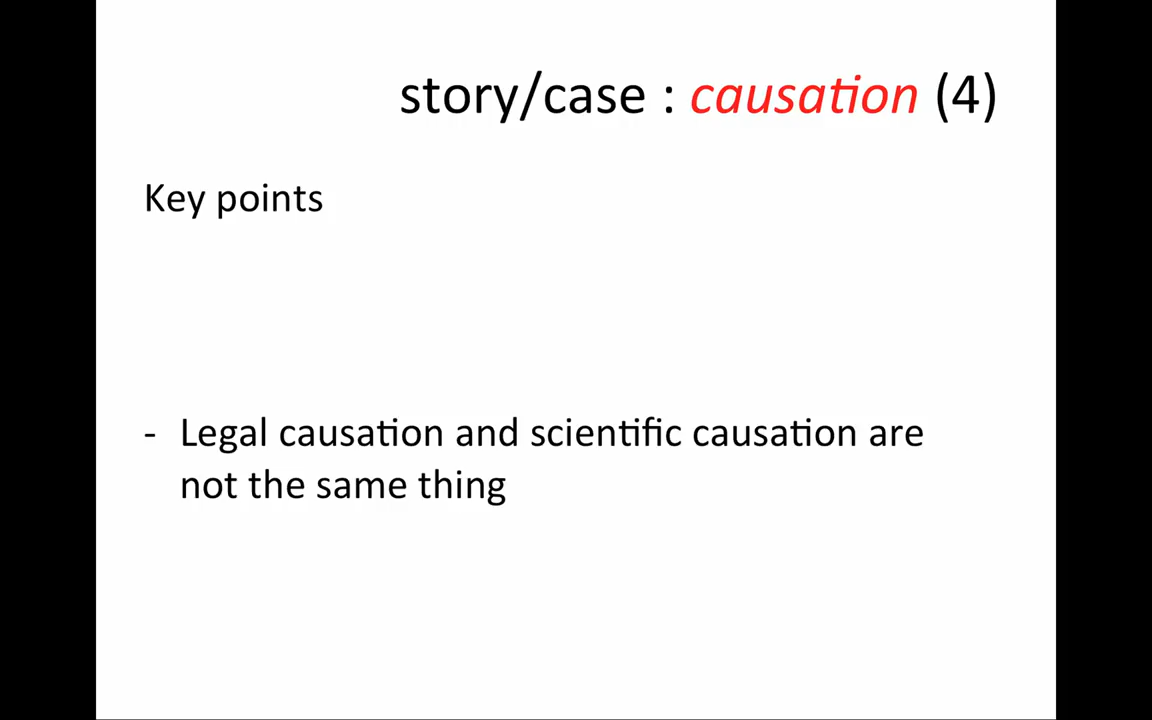 story/case : causation (4)
Key points
- Legal causation and scientific causation are
not the same thing